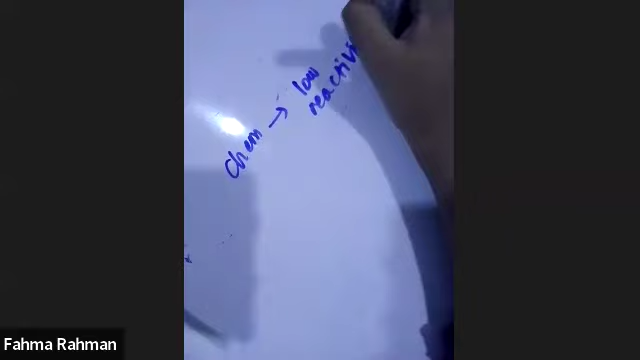 Chem → low
reactivi
Fahma Rahman